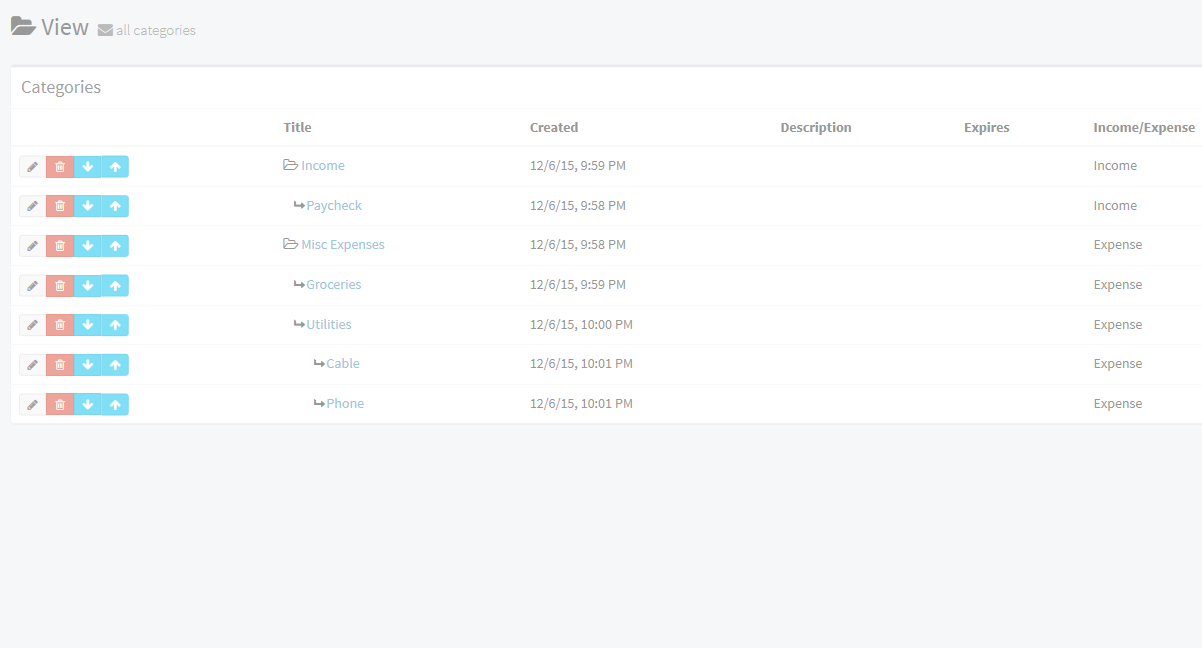 View all categories
Categories
Title Created Description Expires Income/Expense
Income 12/6/15, 9:59 PM Income
Paycheck 12/6/15, 9:58 PM Income
Misc Expenses 12/6/15, 9:58 PM Expense
Groceries 12/6/15, 9:59 PM Expense
Utilities 12/6/15, 10:00 PM Expense
Cable 12/6/15, 10:01 PM Expense
Phone 12/6/15, 10:01 PM Expense